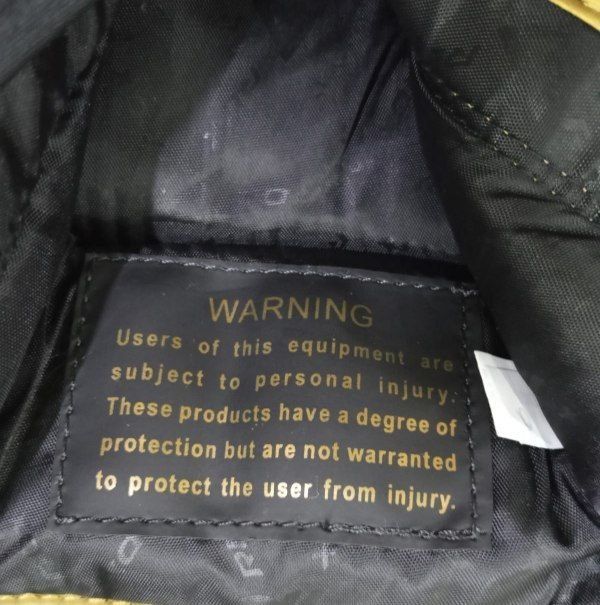 WARNING
Users of this equipment are
subject to personal injury.
These products have a degree of
protection but are not warranted
to protect the user from injury.